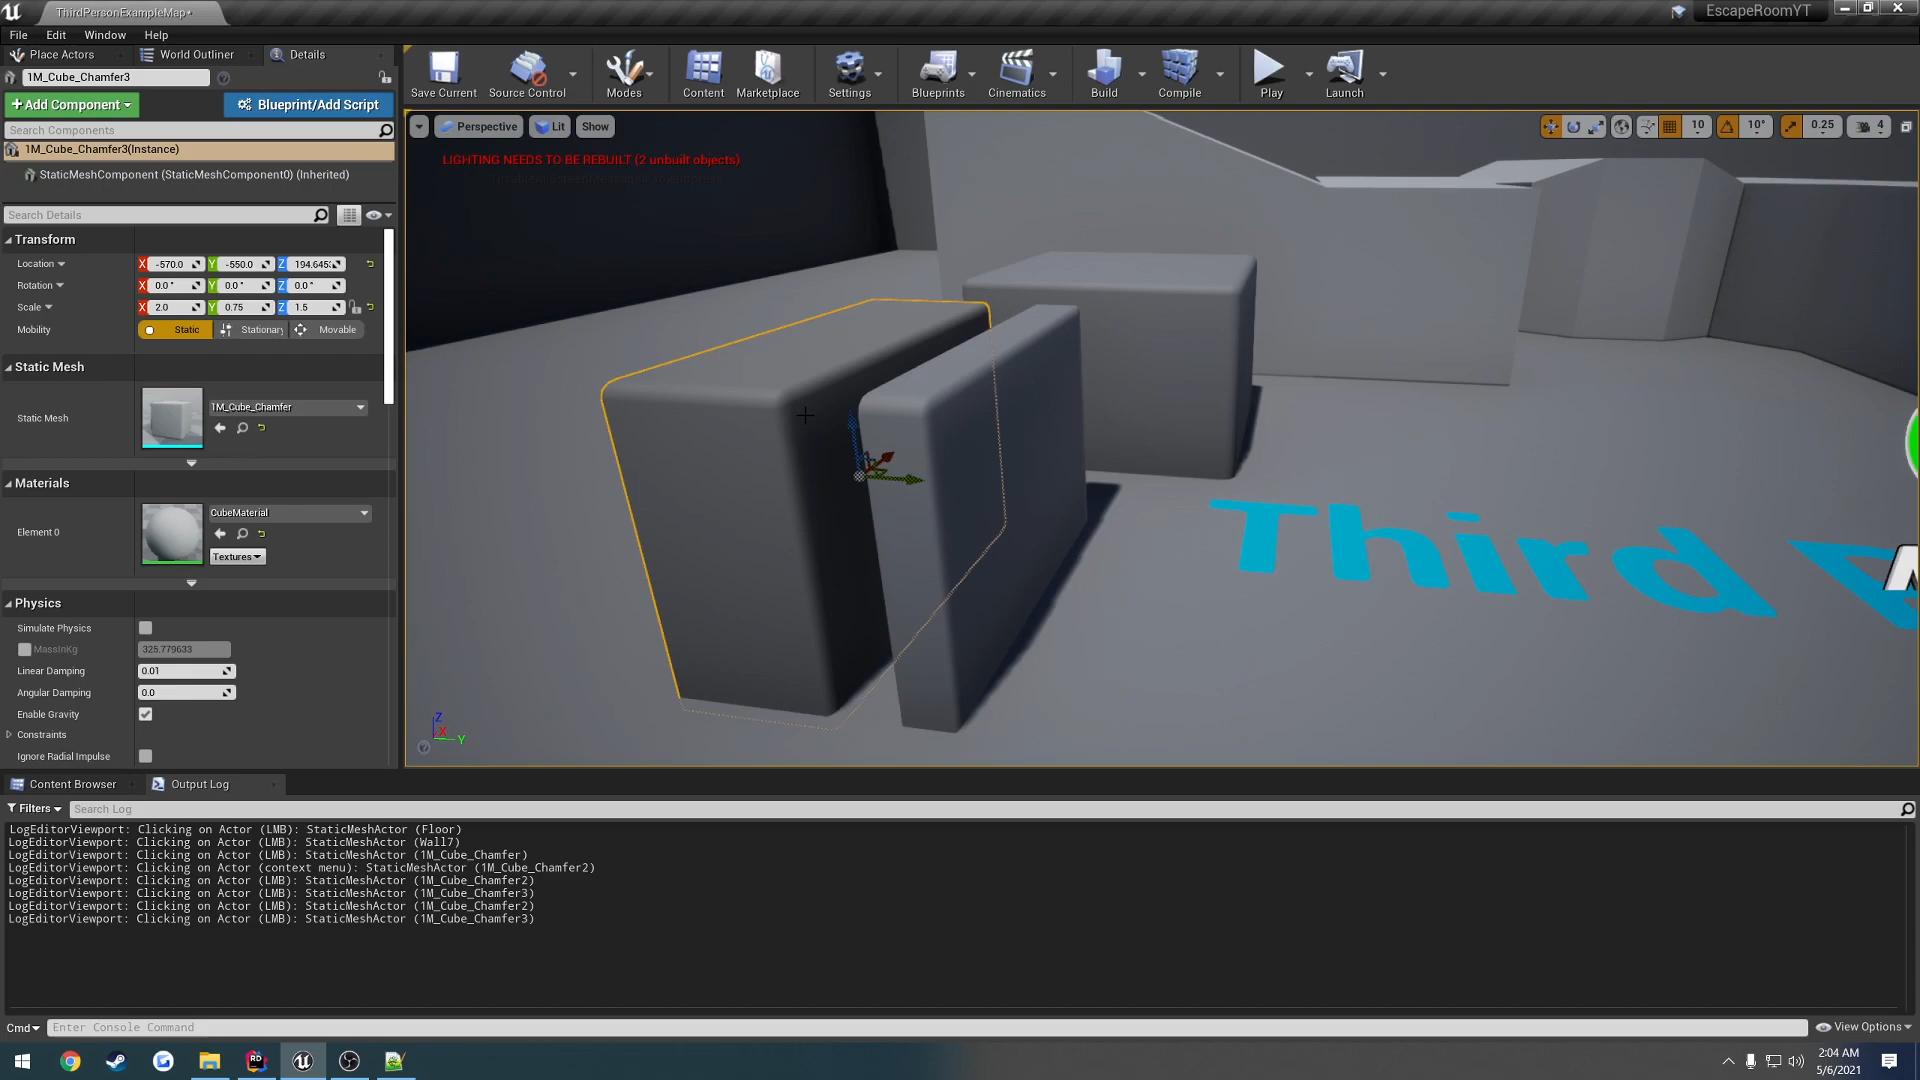 ThirdPersonExampleMap*
EscapeRoomYT
File Edit Window Help
Place Actors World Outliner Details
1M_Cube_Chamfer3
+Add Component Blueprint/Add Script
Search Components
1M_Cube_Chamfer3(Instance)
StaticMeshComponent (StaticMeshComponent0) (Inherited)
Search Details
Transform
Location X -570.0 Y -550.0 Z 194.645
Rotation X 0.0 ° Y 0.0 ° Z 0.0 °
Scale X 2.0 Y 0.75 Z 1.5
Mobility Static Stationary Movable
Static Mesh
Static Mesh 1M_Cube_Chamfer
Materials
Element 0 CubeMaterial
Textures
Physics
Simulate Physics
MassInKg 325.779633
Linear Damping 0.01
Angular Damping 0.0
Enable Gravity
Constraints
Ignore Radial Impulse
Save Current Source Control Modes Content Marketplace Settings Blueprints Cinematics Build Compile Play Launch
Perspective Lit Show
10 10° 0.25 4
LIGHTING NEEDS TO BE REBUILT (2 unbuilt objects)
Third
Z
X
Y
Content Browser Output Log
Filters Search Log
LogEditorViewport: Clicking on Actor (LMB): StaticMeshActor (Floor)
LogEditorViewport: Clicking on Actor (LMB): StaticMeshActor (Wall7)
LogEditorViewport: Clicking on Actor (LMB): StaticMeshActor (1M_Cube_Chamfer)
LogEditorViewport: Clicking on Actor (context menu): StaticMeshActor (1M_Cube_Chamfer2)
LogEditorViewport: Clicking on Actor (LMB): StaticMeshActor (1M_Cube_Chamfer2)
LogEditorViewport: Clicking on Actor (LMB): StaticMeshActor (1M_Cube_Chamfer3)
LogEditorViewport: Clicking on Actor (LMB): StaticMeshActor (1M_Cube_Chamfer2)
LogEditorViewport: Clicking on Actor (LMB): StaticMeshActor (1M_Cube_Chamfer3)
Cmd Enter Console Command
View Options
RD
2:04 AM
5/6/2021